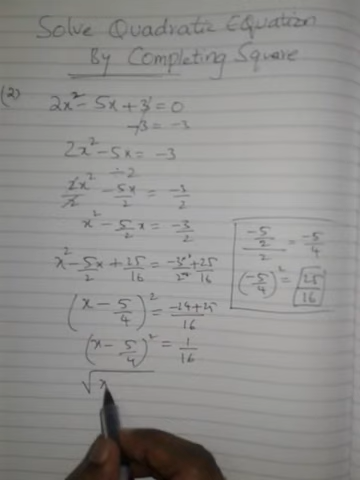 Solve Quadratic Equation
By Completing Square
(2) 2x² - 5x + 3 = 0
-3 = -3
2x² - 5x = -3
÷2
2x²/2 - 5x/2 = -3/2
x² - 5/2 x = -3/2
x² - 5x/2 + 25/16 = -3/2 + 25/16
(x - 5/4)² = -24+25/16
(x - 5/4)² = 1/16
√x
-5/2/2 = -5/4
(-5/4)² = 25/16